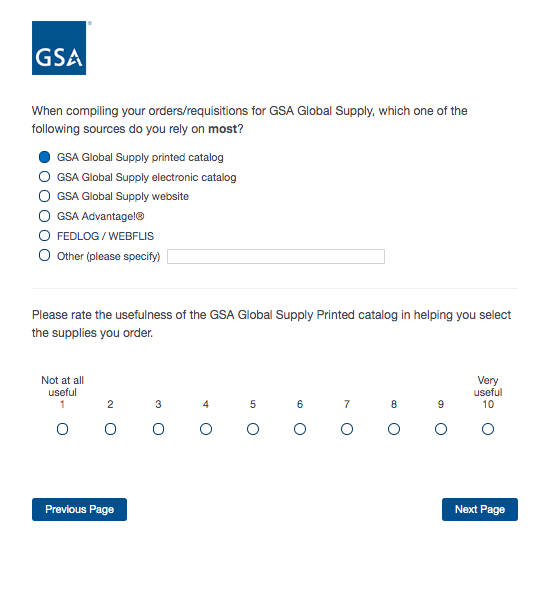 GSA
When compiling your orders/requisitions for GSA Global Supply, which one of the
following sources do you rely on most?
GSA Global Supply printed catalog
GSA Global Supply electronic catalog
GSA Global Supply website
GSA Advantage!®
FEDLOG / WEBFLIS
Other (please specify)
Please rate the usefulness of the GSA Global Supply Printed catalog in helping you select
the supplies you order.
Not at all Very
useful useful
1 2 3 4 5 6 7 8 9 10
Previous Page Next Page